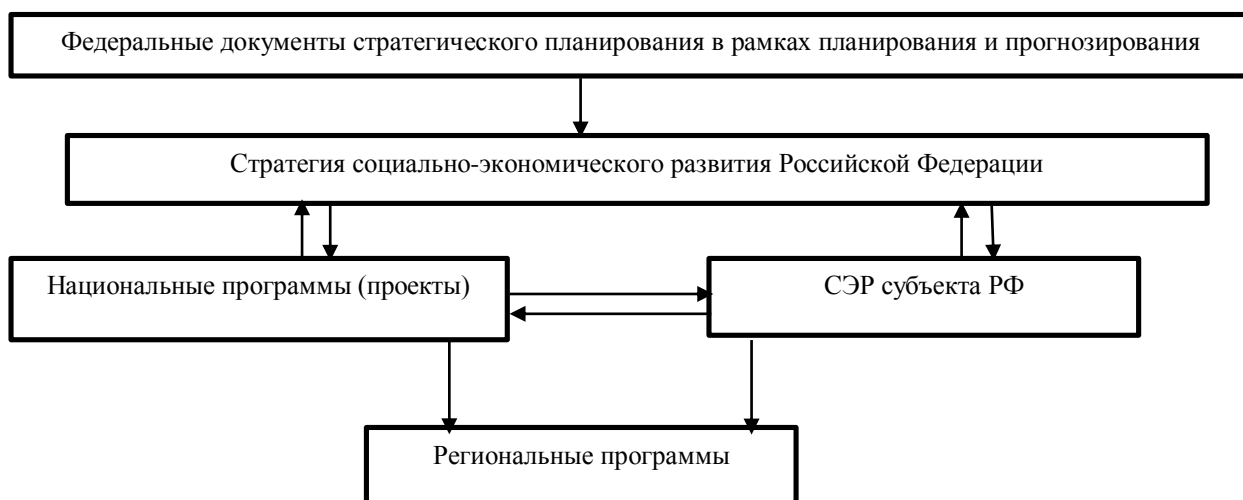 Федеральные документы стратегического планирования в рамках планирования и прогнозирования
Стратегия социально-экономического развития Российской Федерации
Национальные программы (проекты)
СЭР субъекта РФ
Региональные программы